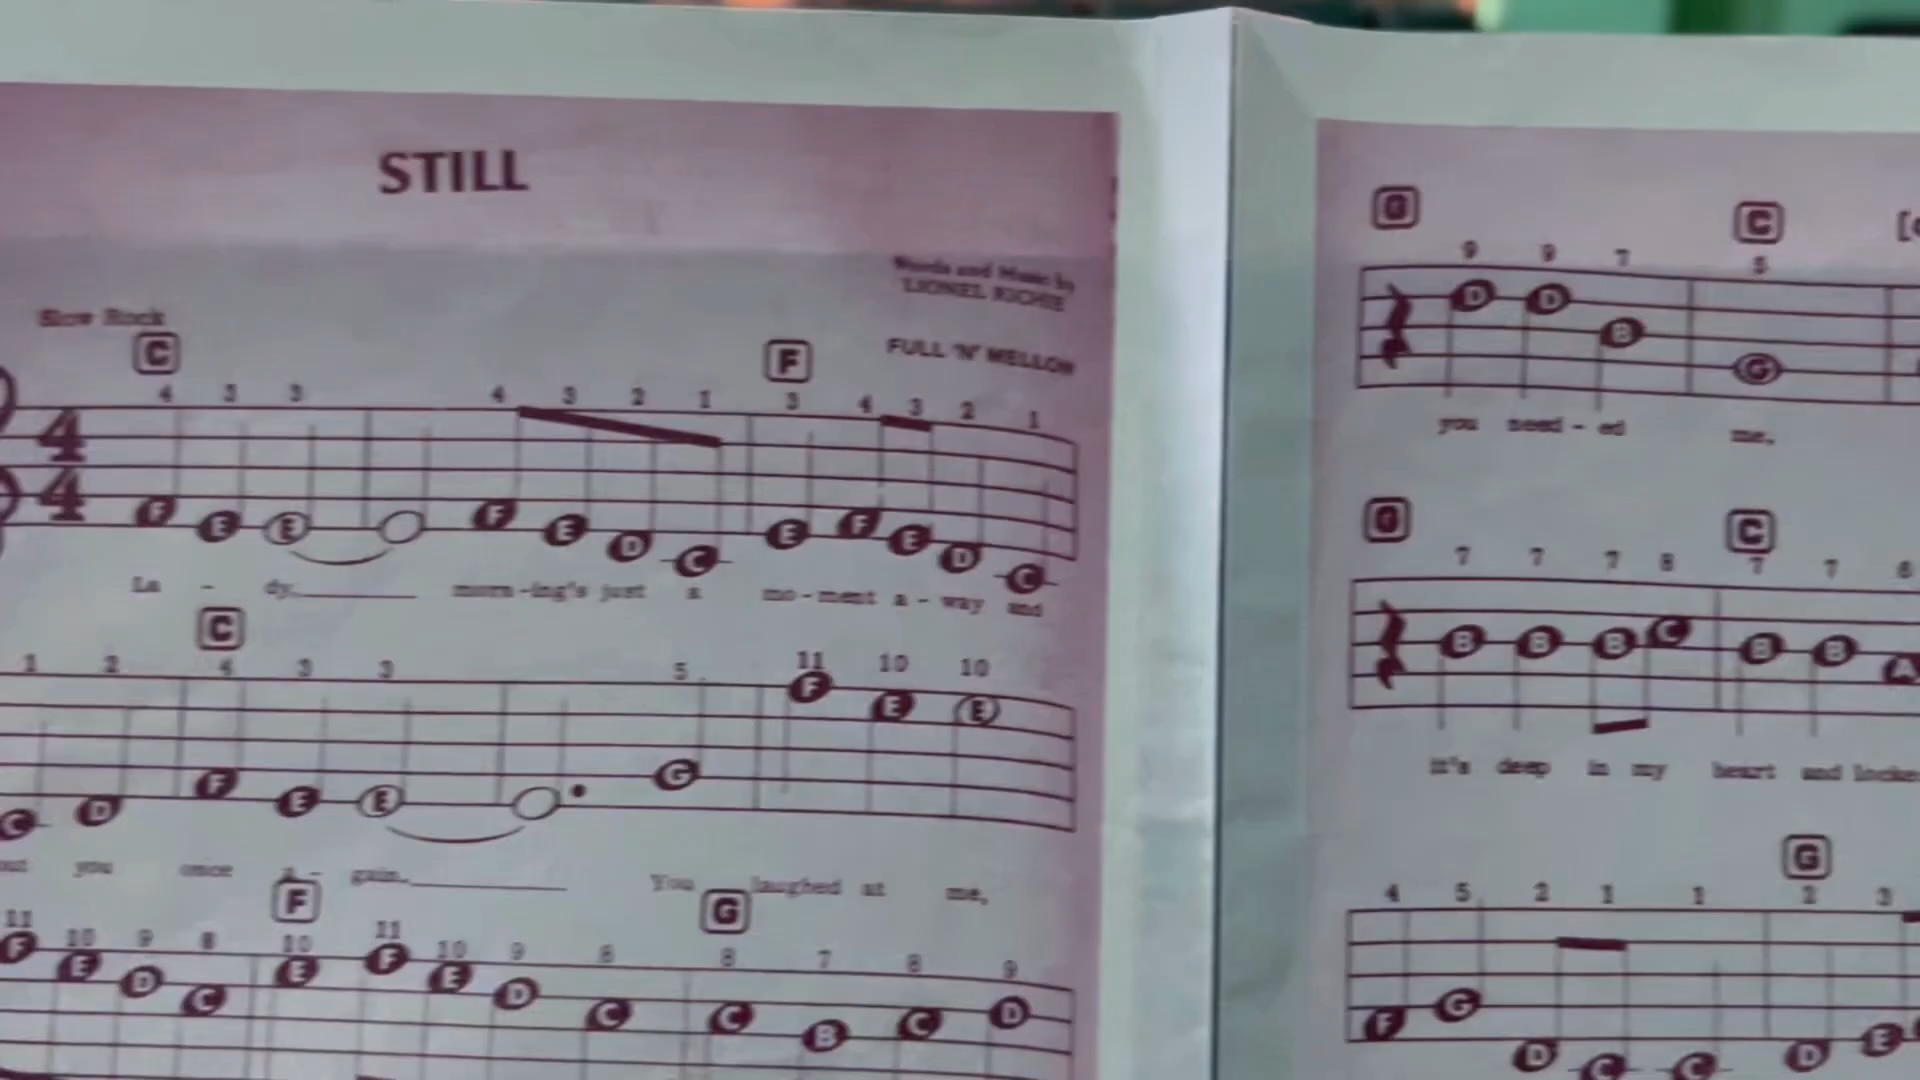 STILL
Words and Music by
LIONEL RICHIE
Slow Rock
FULL 'N' MELLOW
C F
4 3 3 4 3 2 1 3 4 3 2 1
4
4
F E E F E D C E F E D C
La - dy, morn-ing's just a mo-ment a-way and
C
1 2 4 3 3 5 11 10 10
F E E
C D F E E G
you once a- gain. You laughed at me,
F G
11 10 9 8 10 11 10 9 8 8 7 8 9
F E D C E F E D C C B C D
G C
9 9 7 5
D D B G
you need-ed me,
G C
7 7 7 8 7 7 6
B B B C B B A
it's deep in my heart and locke
G
4 5 2 1 1 2 3
F G D C C D E